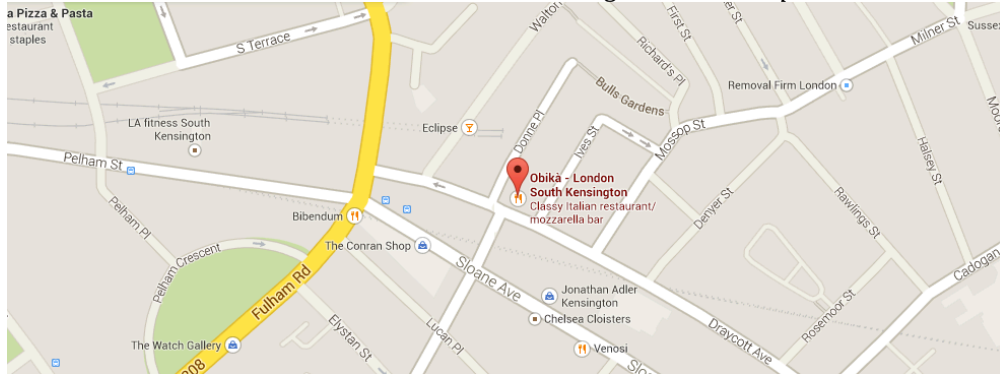 a Pizza & Pasta
estaurant
staples
S Terrace
Walton
First St
Richard's Pl
Milner St
Sussex
Removal Firm London
Bulls Gardens
LA fitness South
Kensington
Eclipse
Donne Pl
Ives St
Mossop St
Halsey St
Pelham St
Obikà - London
South Kensington
Classy Italian restaurant/
mozzarella bar
Denyer St
Rawlings St
Bibendum
Pelham Pl
The Conran Shop
Pelham Crescent
Sloane Ave
Cadogan
Fulham Rd
Jonathan Adler
Kensington
Chelsea Cloisters
Rosemoor St
Draycott Ave
Elystan St
Lucan Pl
The Watch Gallery
Venosi
308
Slo